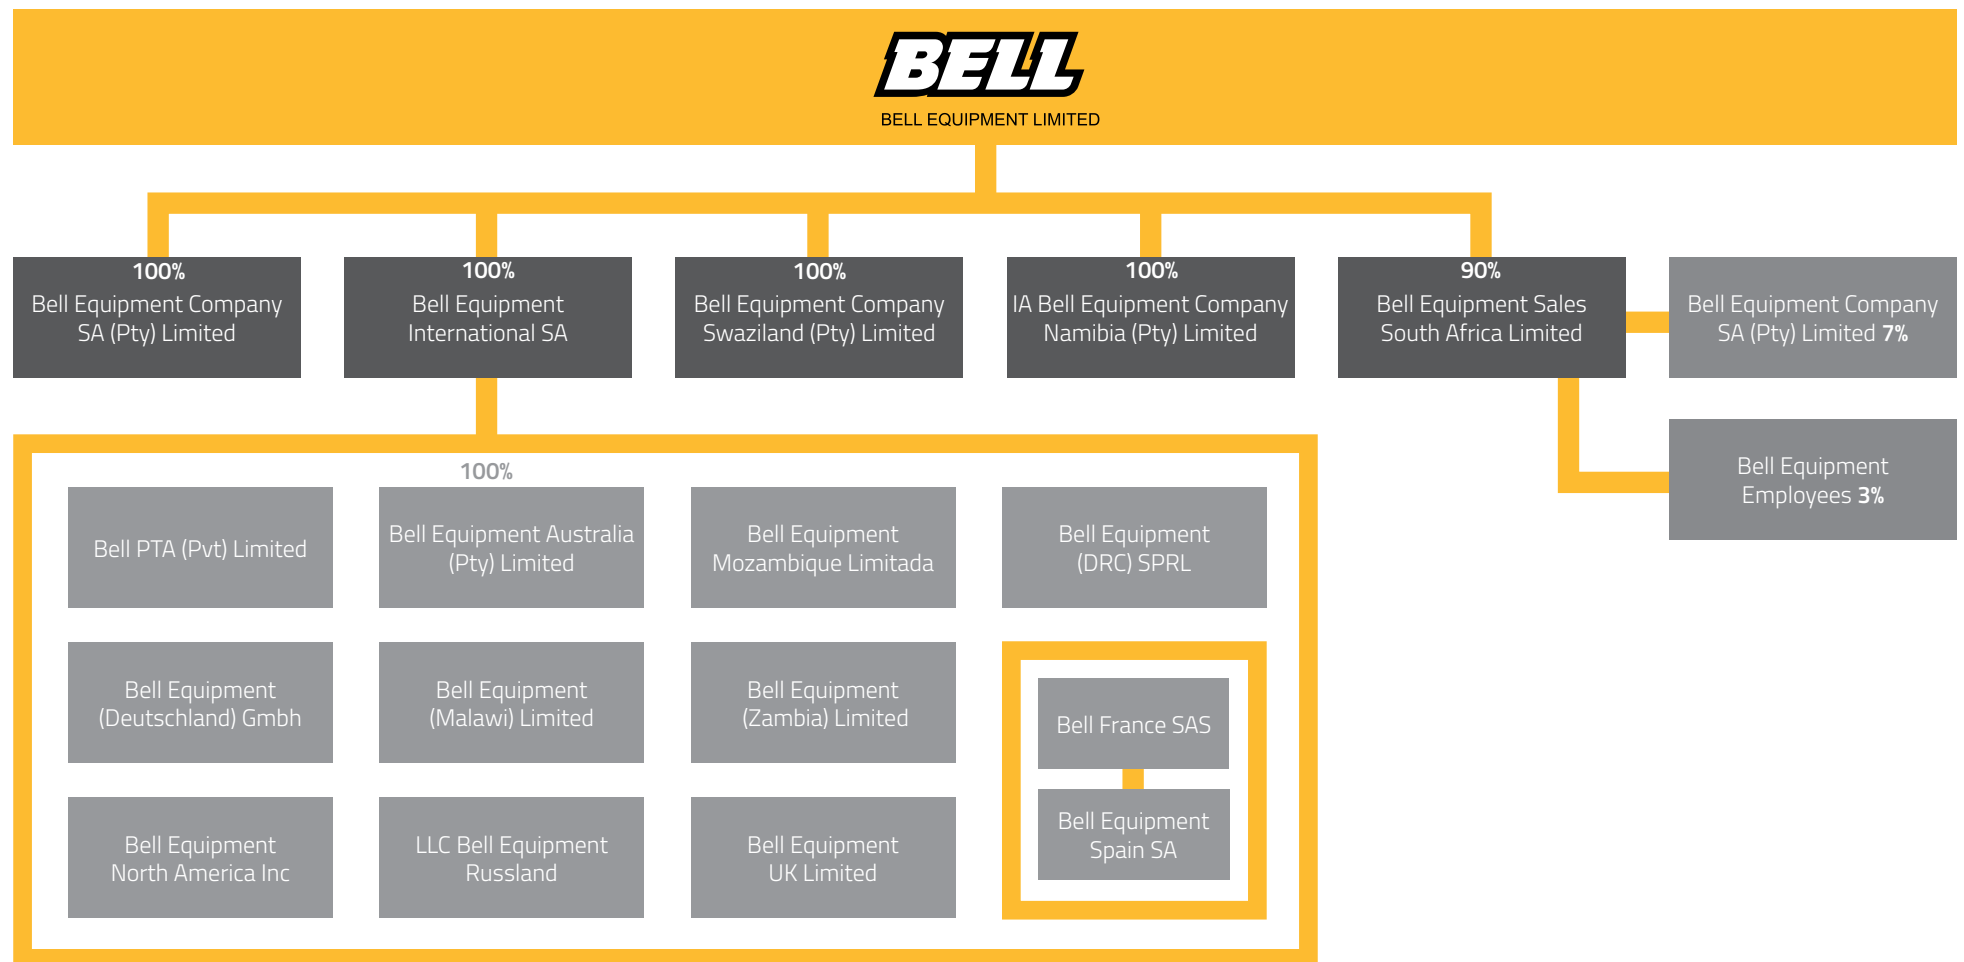 BELL
BELL EQUIPMENT LIMITED
100%
Bell Equipment Company
SA (Pty) Limited
100%
Bell Equipment
International SA
100%
Bell Equipment Company
Swaziland (Pty) Limited
100%
IA Bell Equipment Company
Namibia (Pty) Limited
90%
Bell Equipment Sales
South Africa Limited
Bell Equipment Company
SA (Pty) Limited 7%
Bell Equipment
Employees 3%
100%
Bell PTA (Pvt) Limited
Bell Equipment Australia
(Pty) Limited
Bell Equipment
Mozambique Limitada
Bell Equipment
(DRC) SPRL
Bell Equipment
(Deutschland) Gmbh
Bell Equipment
(Malawi) Limited
Bell Equipment
(Zambia) Limited
Bell France SAS
Bell Equipment
Spain SA
Bell Equipment
North America Inc
LLC Bell Equipment
Russland
Bell Equipment
UK Limited